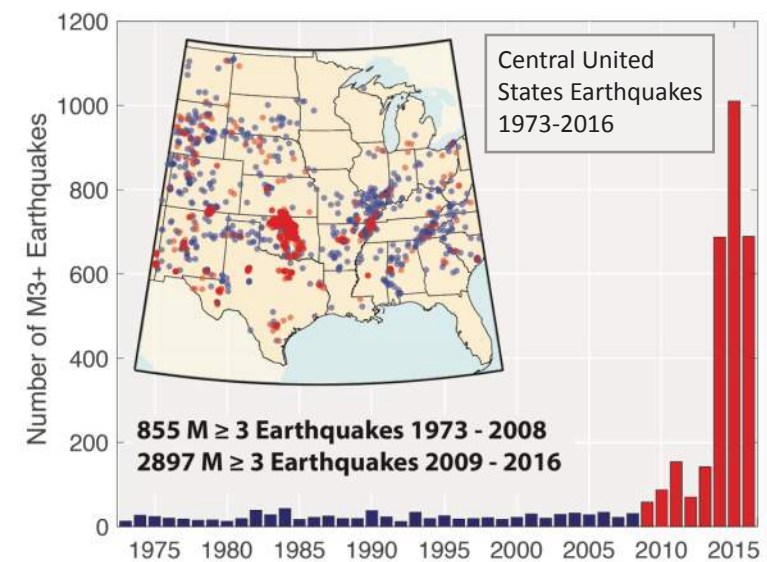 Number of M3+ Earthquakes
1200
1000
800
600
400
200
0
Central United
States Earthquakes
1973-2016
855 M ≥ 3 Earthquakes 1973 - 2008
2897 M ≥ 3 Earthquakes 2009 - 2016
1975 1980 1985 1990 1995 2000 2005 2010 2015